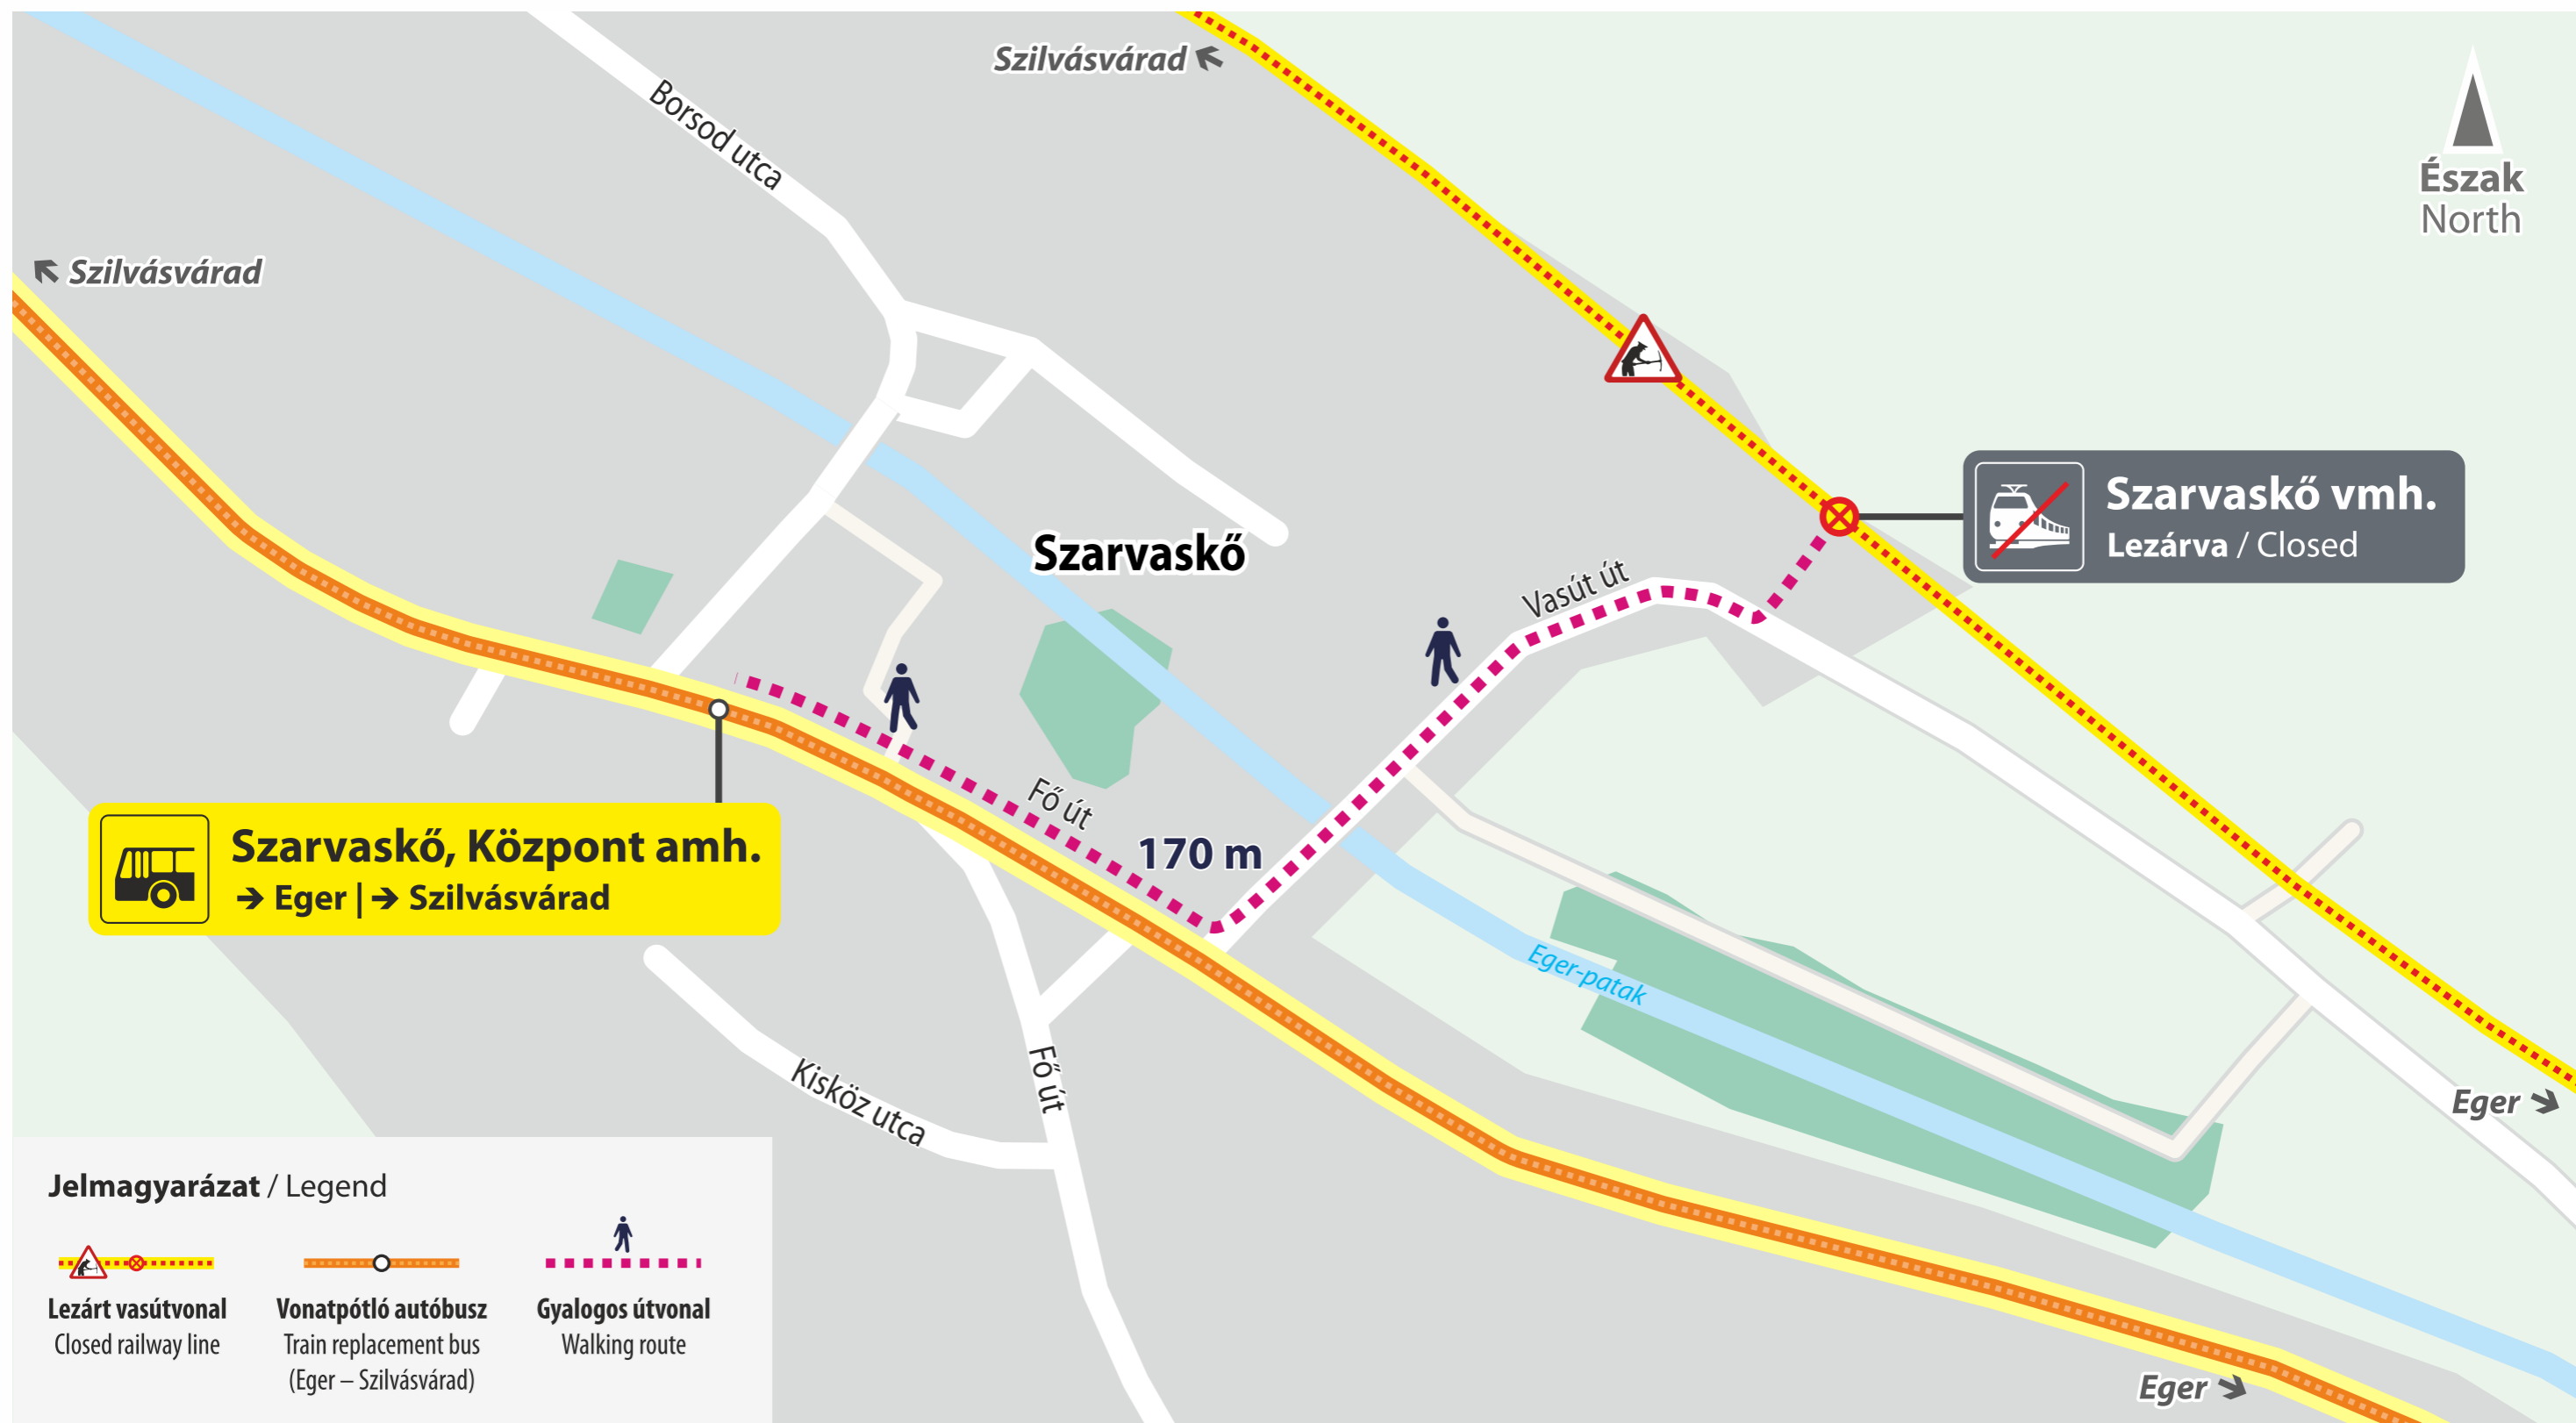 Szilvásvárad
Borsod utca
Észak
North
Szilvásvárad
Szarvaskő vmh.
Lezárva / Closed
Szarvaskő
Vasút út
Fő út
170 m
Szarvaskő, Központ amh.
➔ Eger | ➔ Szilvásvárad
Eger-patak
Fő út
Kisköz utca
Eger
Jelmagyarázat / Legend
Lezárt vasútvonal
Closed railway line
Vonatpótló autóbusz
Train replacement bus
(Eger – Szilvásvárad)
Gyalogos útvonal
Walking route
Eger